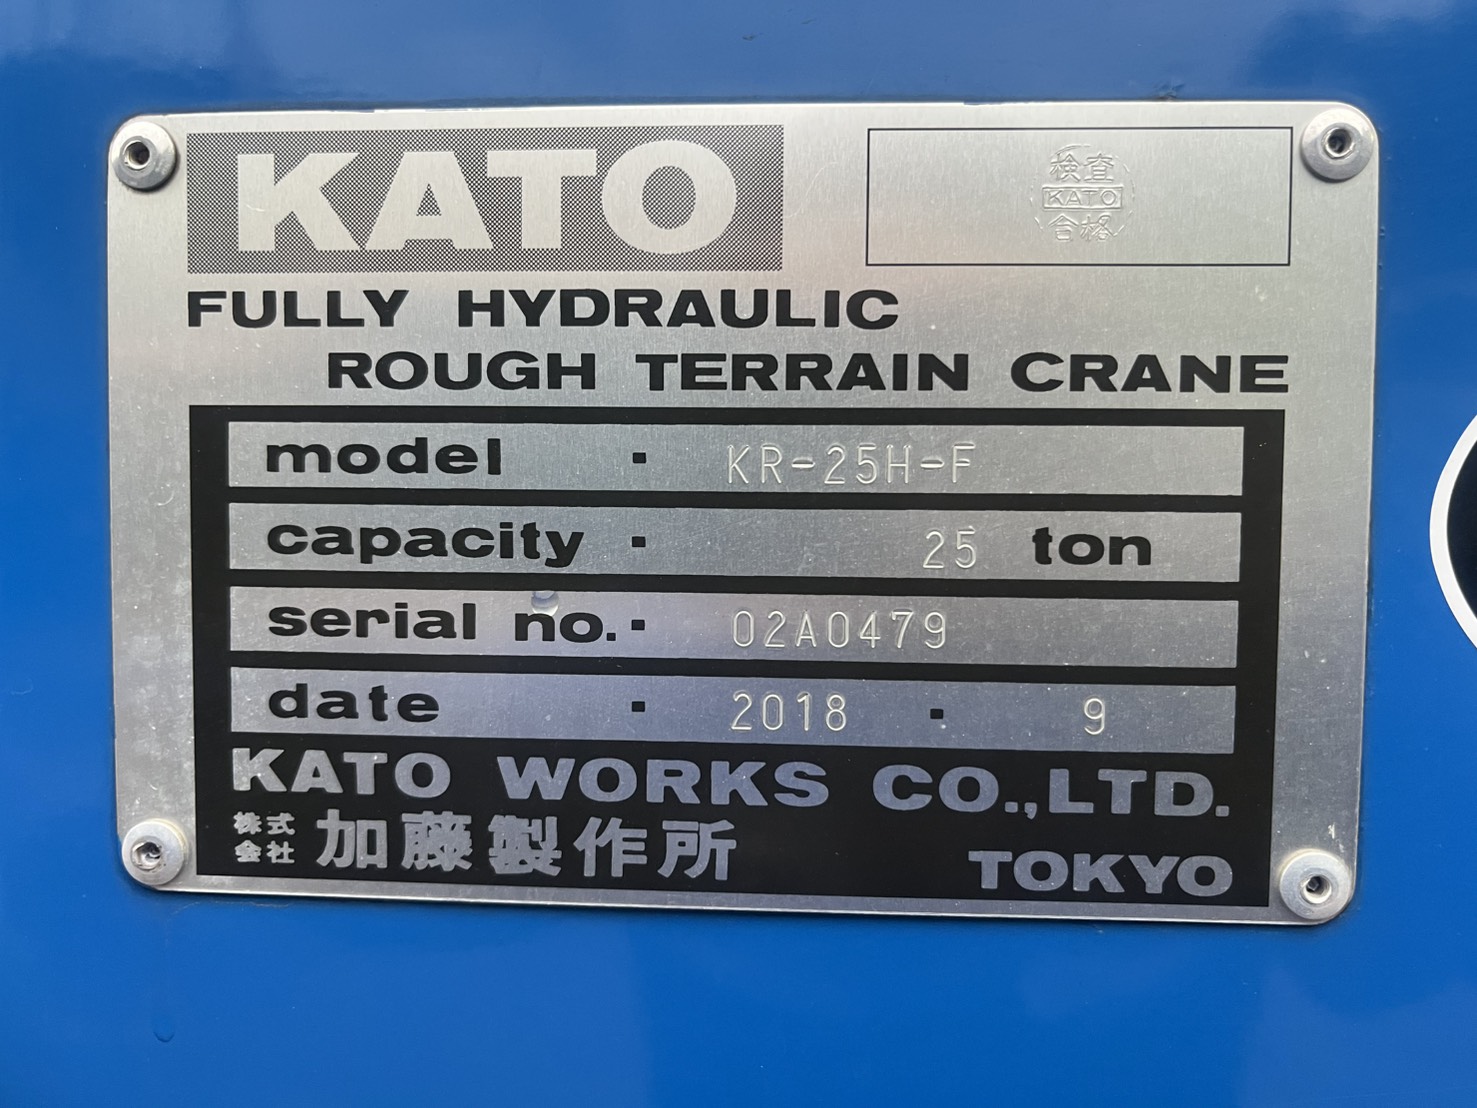 KATO
検査
KATO
合格
FULLY HYDRAULIC
ROUGH TERRAIN CRANE
model · KR-25H-F
capacity · 25 ton
serial no. · 02A0479
date · 2018 · 9
KATO WORKS CO.,LTD.
株式会社 加藤製作所 TOKYO